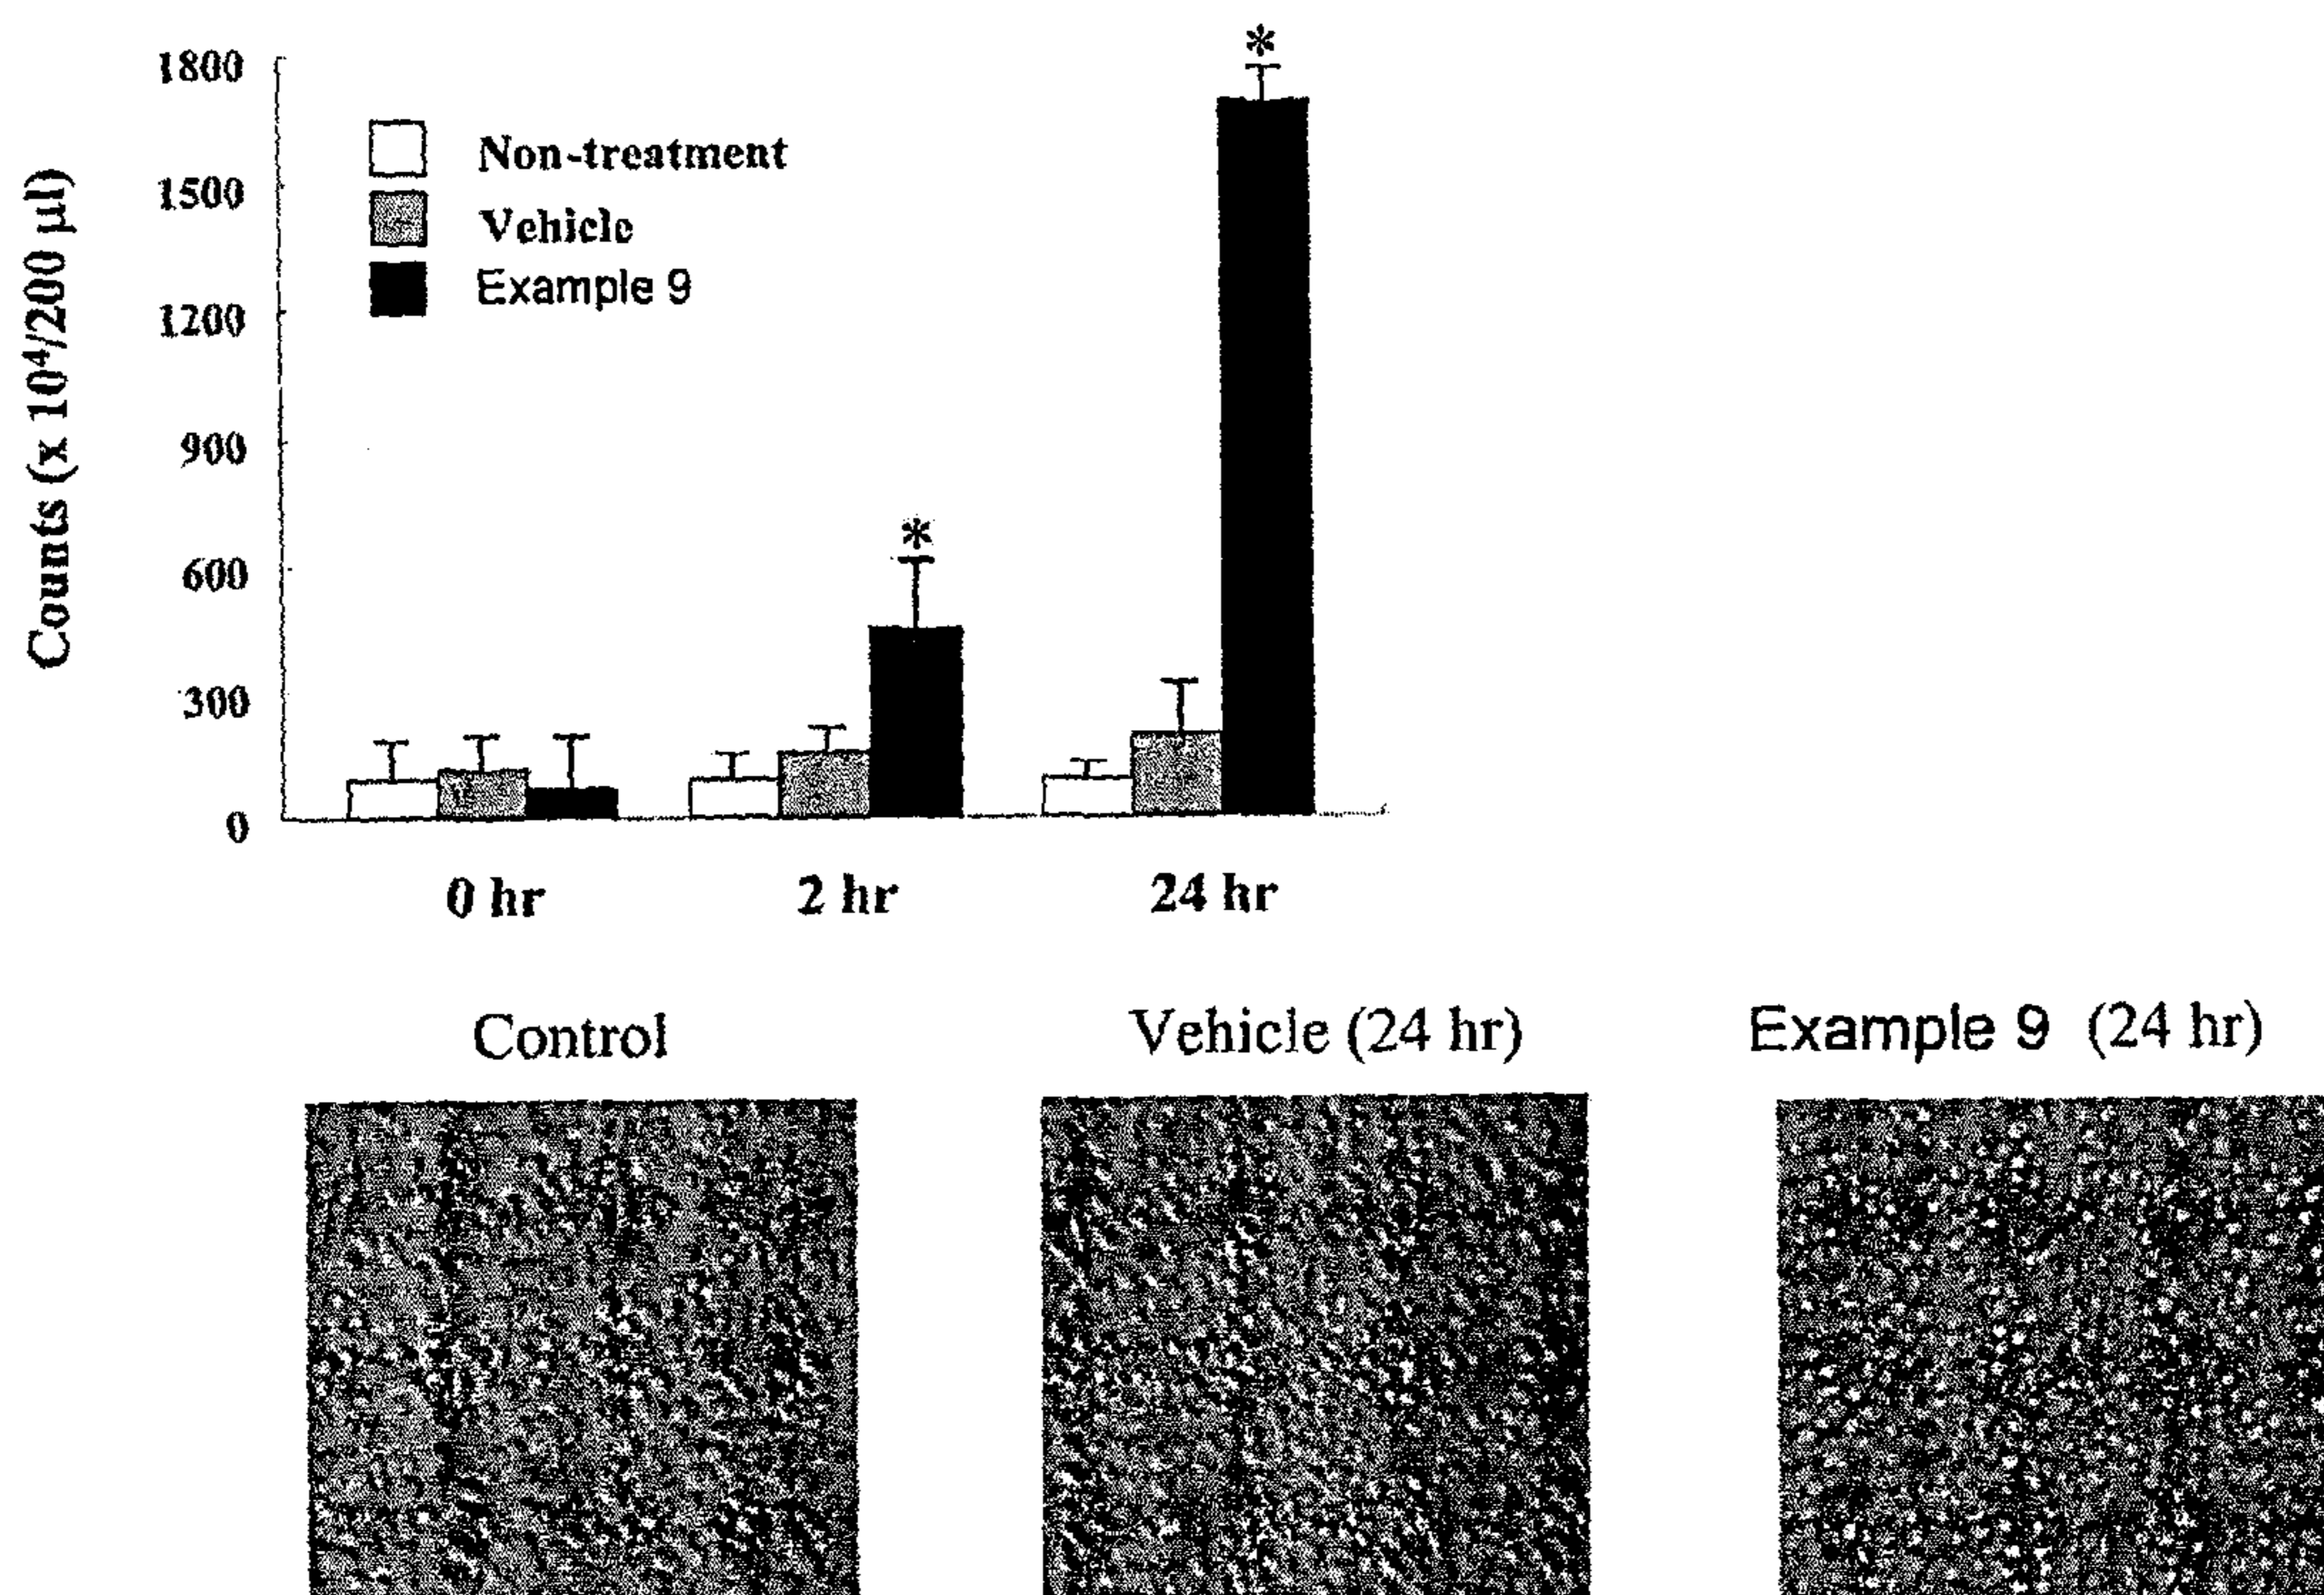 *
1800
Non-treatment
1500
Vehicle
Example 9
1200
Counts (x 10⁴/200 µl)
900
*
600
300
0
0 hr 2 hr 24 hr
Control Vehicle (24 hr) Example 9 (24 hr)